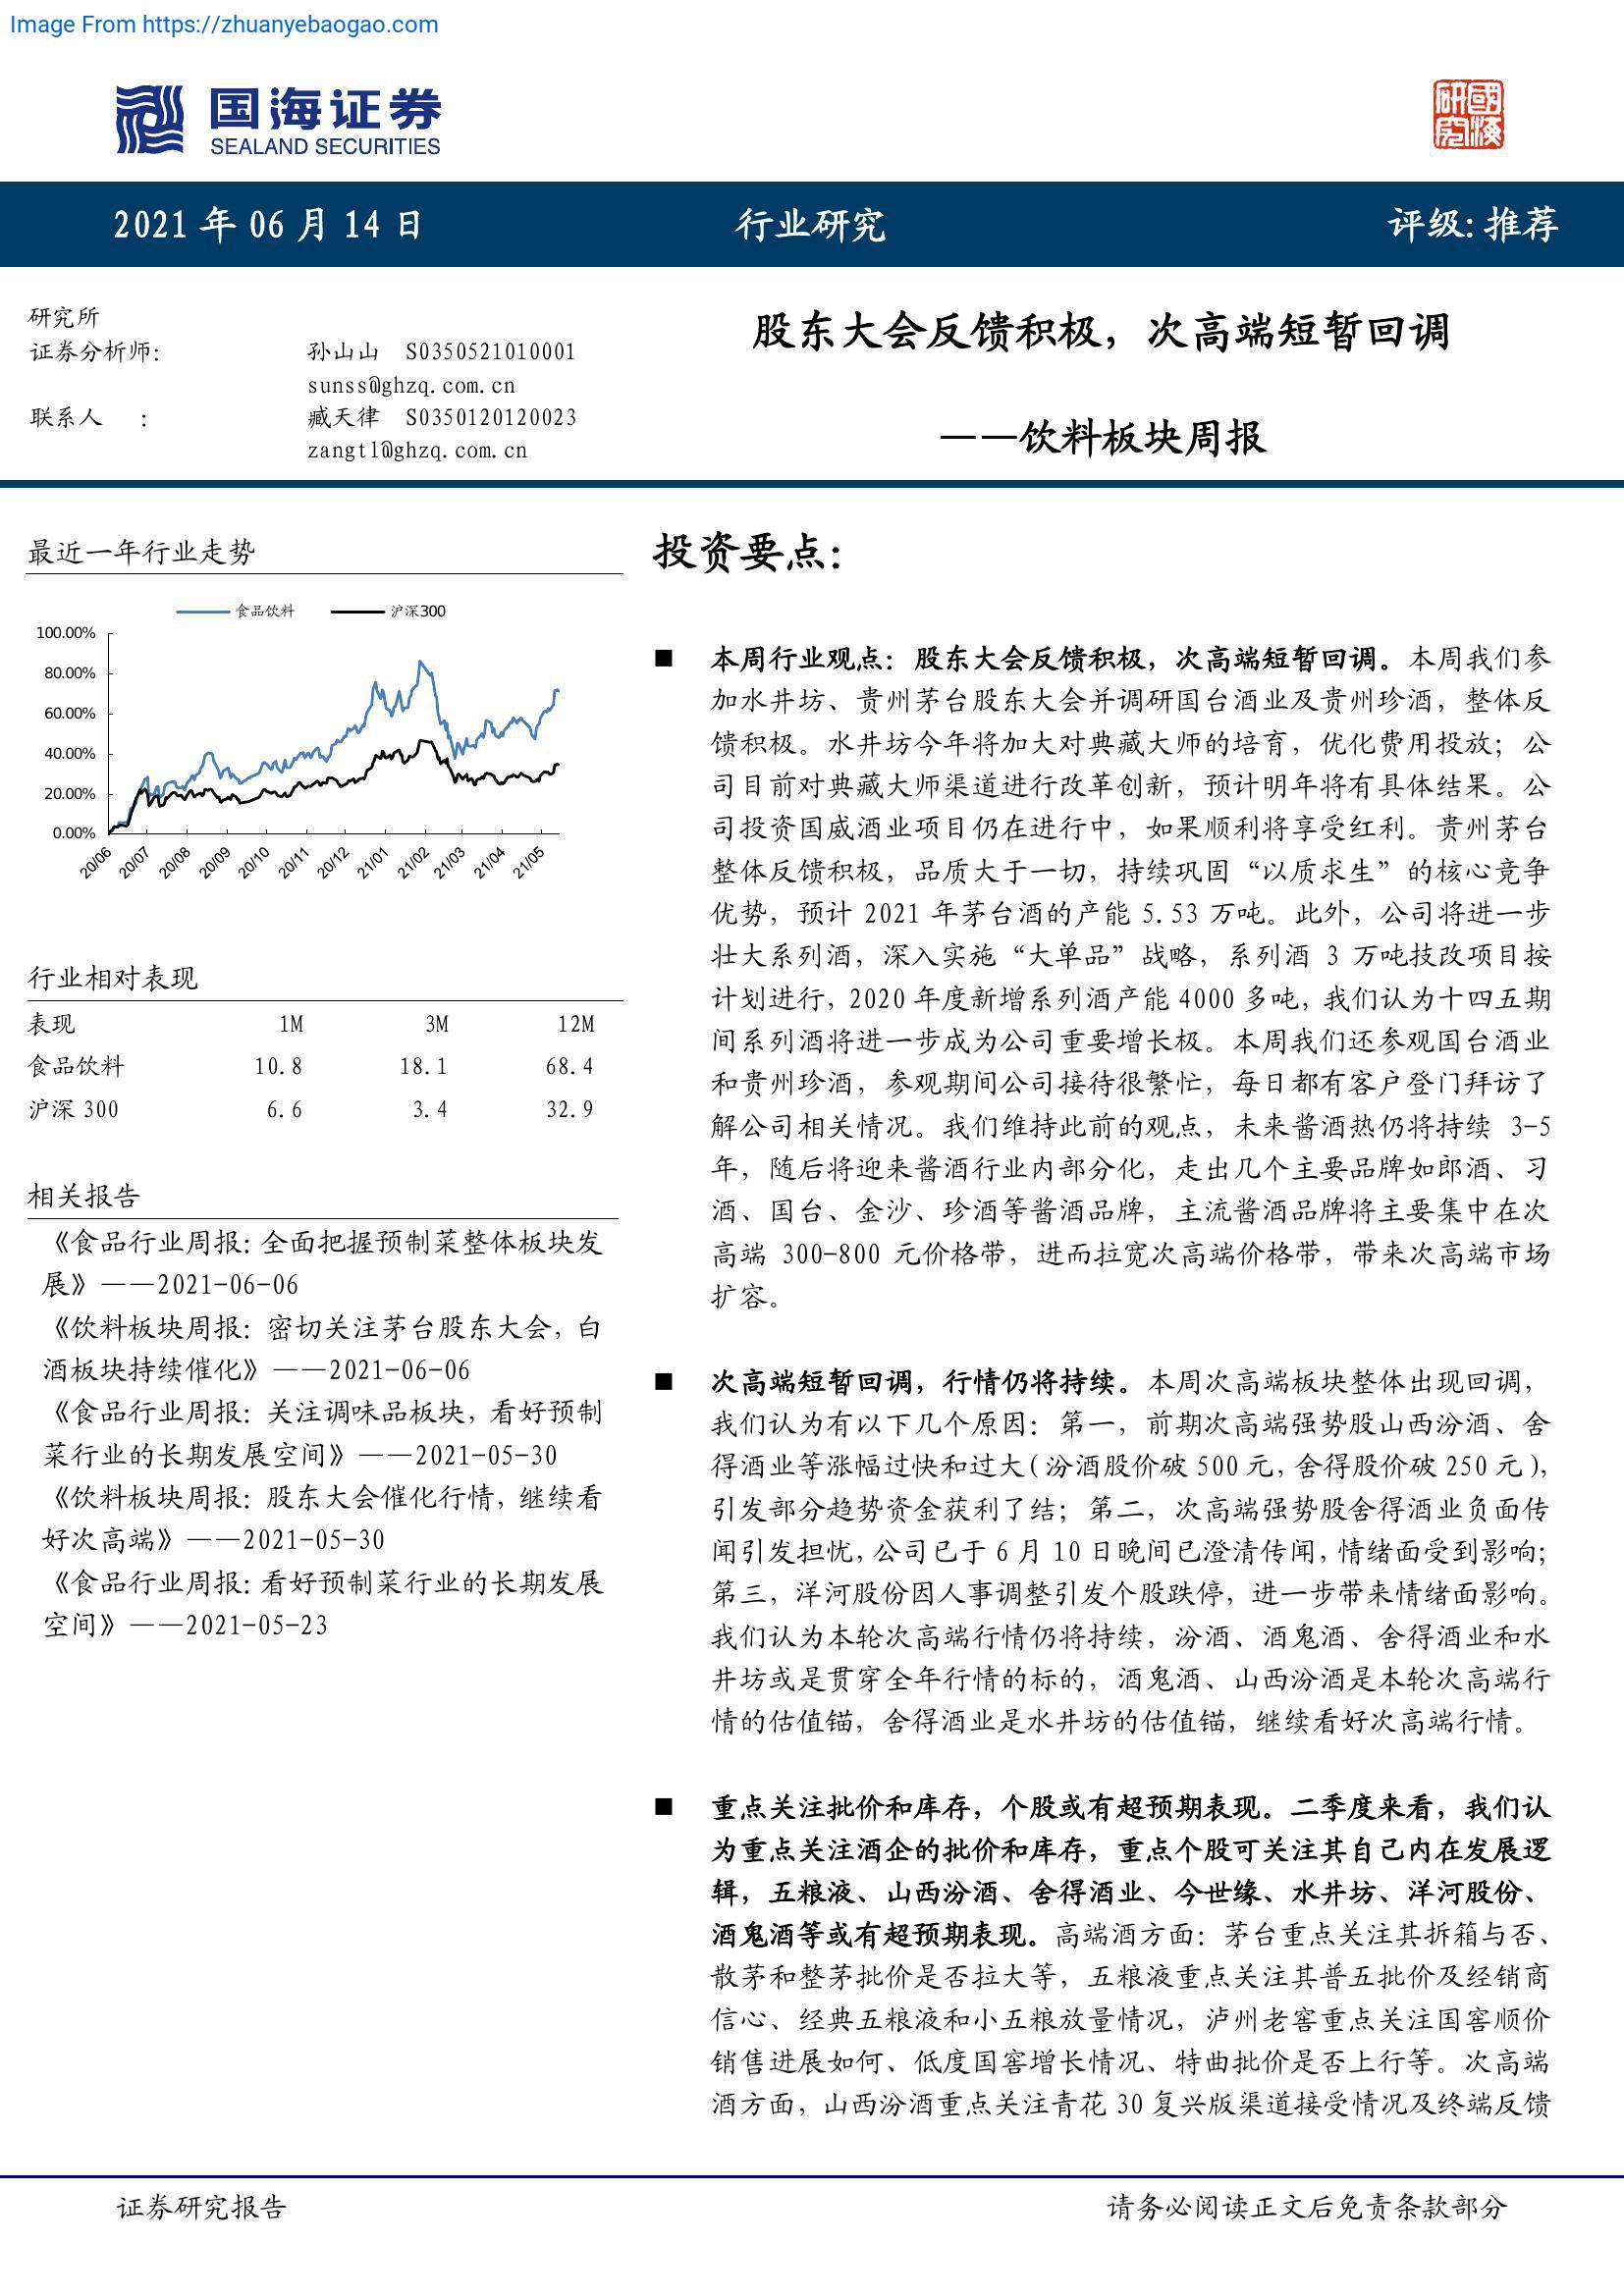 Image From https://zhuanyebaogao.com
国海证券
SEALAND SECURITIES
研究
國海
2021 年 06 月 14 日
行业研究
评级:推荐
研究所
证券分析师:
孙山山 S0350521010001
sunss@ghzq.com.cn
联系人 :
臧天律 S0350120120023
zangtl@ghzq.com.cn
股东大会反馈积极，次高端短暂回调
——饮料板块周报
最近一年行业走势
食品饮料
沪深300
100.00%
80.00%
60.00%
40.00%
20.00%
0.00%
20/06
20/07
20/08
20/09
20/10
20/11
20/12
21/01
21/02
21/03
21/04
21/05
行业相对表现
表现 1M 3M 12M
食品饮料 10.8 18.1 68.4
沪深 300 6.6 3.4 32.9
相关报告
《食品行业周报:全面把握预制菜整体板块发
展》——2021-06-06
《饮料板块周报：密切关注茅台股东大会，白
酒板块持续催化》——2021-06-06
《食品行业周报：关注调味品板块，看好预制
菜行业的长期发展空间》——2021-05-30
《饮料板块周报：股东大会催化行情，继续看
好次高端》——2021-05-30
《食品行业周报:看好预制菜行业的长期发展
空间》——2021-05-23
投资要点：
■ 本周行业观点：股东大会反馈积极，次高端短暂回调。本周我们参
加水井坊、贵州茅台股东大会并调研国台酒业及贵州珍酒，整体反
馈积极。水井坊今年将加大对典藏大师的培育，优化费用投放；公
司目前对典藏大师渠道进行改革创新，预计明年将有具体结果。公
司投资国威酒业项目仍在进行中，如果顺利将享受红利。贵州茅台
整体反馈积极，品质大于一切，持续巩固“以质求生”的核心竞争
优势，预计 2021 年茅台酒的产能 5.53 万吨。此外，公司将进一步
壮大系列酒，深入实施“大单品”战略，系列酒 3 万吨技改项目按
计划进行，2020 年度新增系列酒产能 4000 多吨，我们认为十四五期
间系列酒将进一步成为公司重要增长极。本周我们还参观国台酒业
和贵州珍酒，参观期间公司接待很繁忙，每日都有客户登门拜访了
解公司相关情况。我们维持此前的观点，未来酱酒热仍将持续 3-5
年，随后将迎来酱酒行业内部分化，走出几个主要品牌如郎酒、习
酒、国台、金沙、珍酒等酱酒品牌，主流酱酒品牌将主要集中在次
高端 300-800 元价格带，进而拉宽次高端价格带，带来次高端市场
扩容。
■ 次高端短暂回调，行情仍将持续。本周次高端板块整体出现回调，
我们认为有以下几个原因：第一，前期次高端强势股山西汾酒、舍
得酒业等涨幅过快和过大（汾酒股价破 500 元，舍得股价破 250 元），
引发部分趋势资金获利了结；第二，次高端强势股舍得酒业负面传
闻引发担忧，公司已于 6 月 10 日晚间已澄清传闻，情绪面受到影响；
第三，洋河股份因人事调整引发个股跌停，进一步带来情绪面影响。
我们认为本轮次高端行情仍将持续，汾酒、酒鬼酒、舍得酒业和水
井坊或是贯穿全年行情的标的，酒鬼酒、山西汾酒是本轮次高端行
情的估值锚，舍得酒业是水井坊的估值锚，继续看好次高端行情。
■ 重点关注批价和库存，个股或有超预期表现。二季度来看，我们认
为重点关注酒企的批价和库存，重点个股可关注其自己内在发展逻
辑，五粮液、山西汾酒、舍得酒业、今世缘、水井坊、洋河股份、
酒鬼酒等或有超预期表现。高端酒方面：茅台重点关注其拆箱与否、
散茅和整茅批价是否拉大等，五粮液重点关注其普五批价及经销商
信心、经典五粮液和小五粮放量情况，泸州老窖重点关注国窖顺价
销售进展如何、低度国窖增长情况、特曲批价是否上行等。次高端
酒方面，山西汾酒重点关注青花 30 复兴版渠道接受情况及终端反馈
证券研究报告
请务必阅读正文后免责条款部分